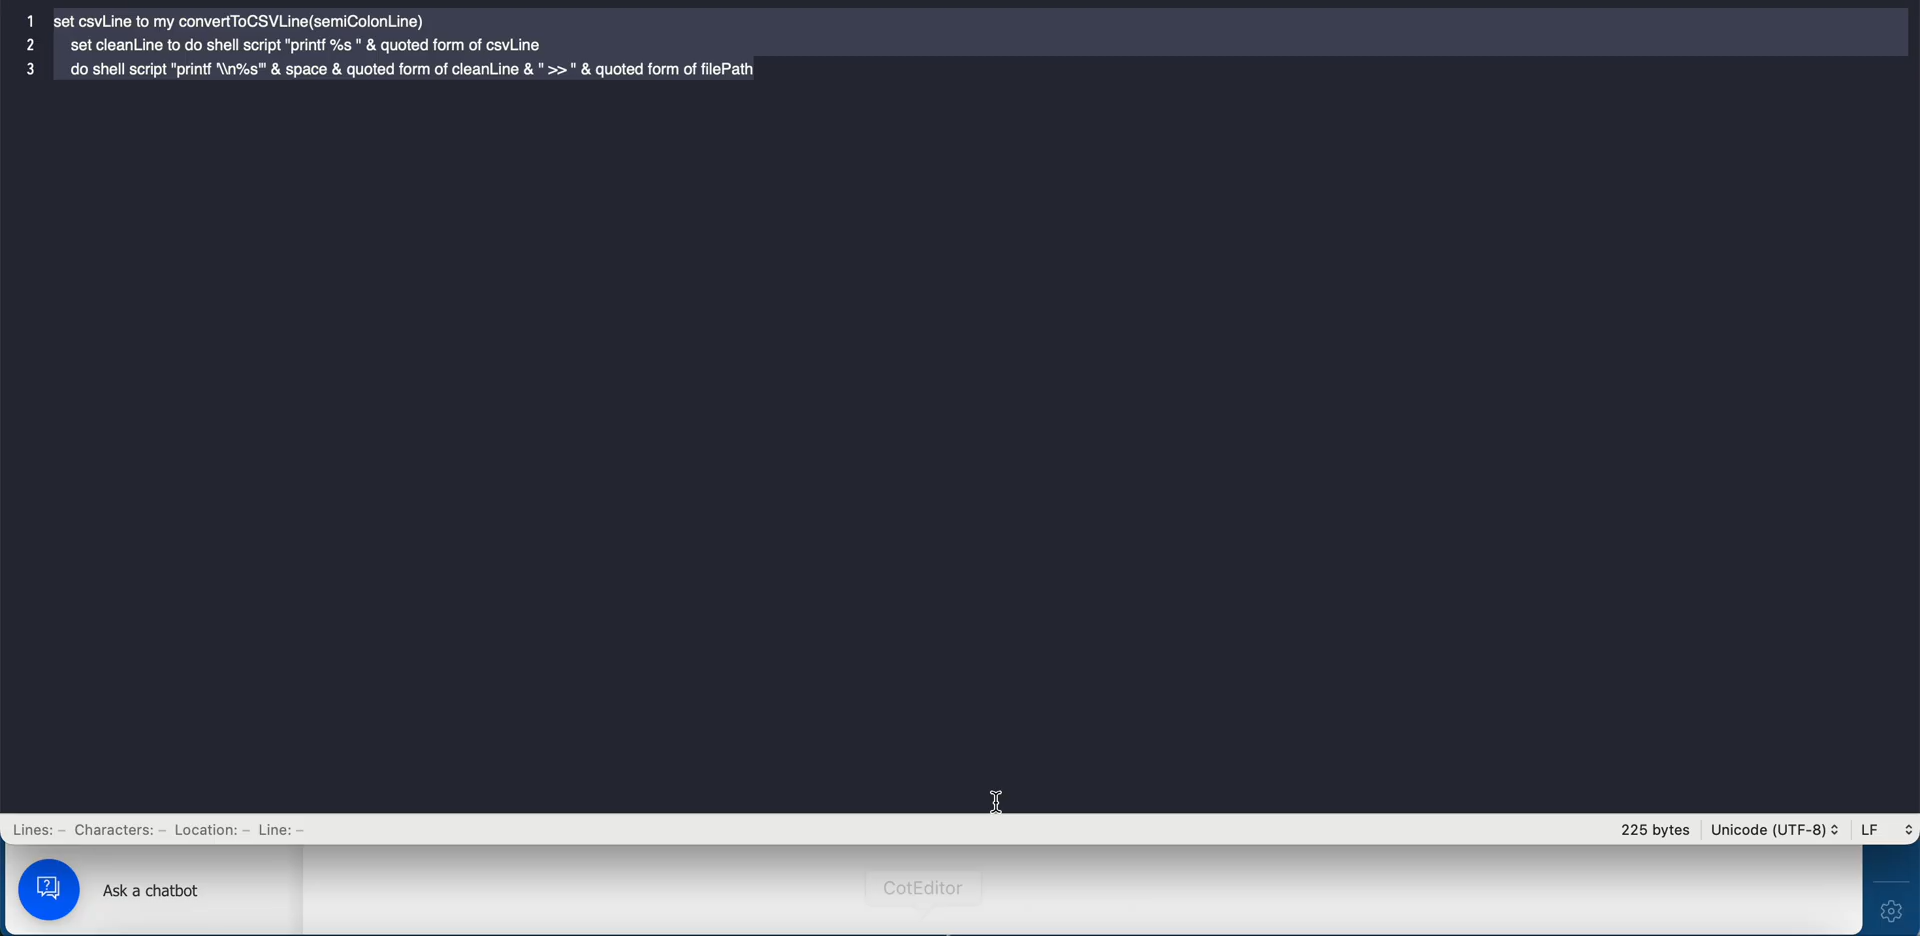 1 set csvLine to my convertToCSVLine(semiColonLine)
2 set cleanLine to do shell script "printf %s " & quoted form of csvLine
3 do shell script "printf '\\n%s'" & space & quoted form of cleanLine & " >> " & quoted form of filePath
Lines: – Characters: – Location: – Line: – 225 bytes Unicode (UTF-8) LF
Ask a chatbot
CotEditor